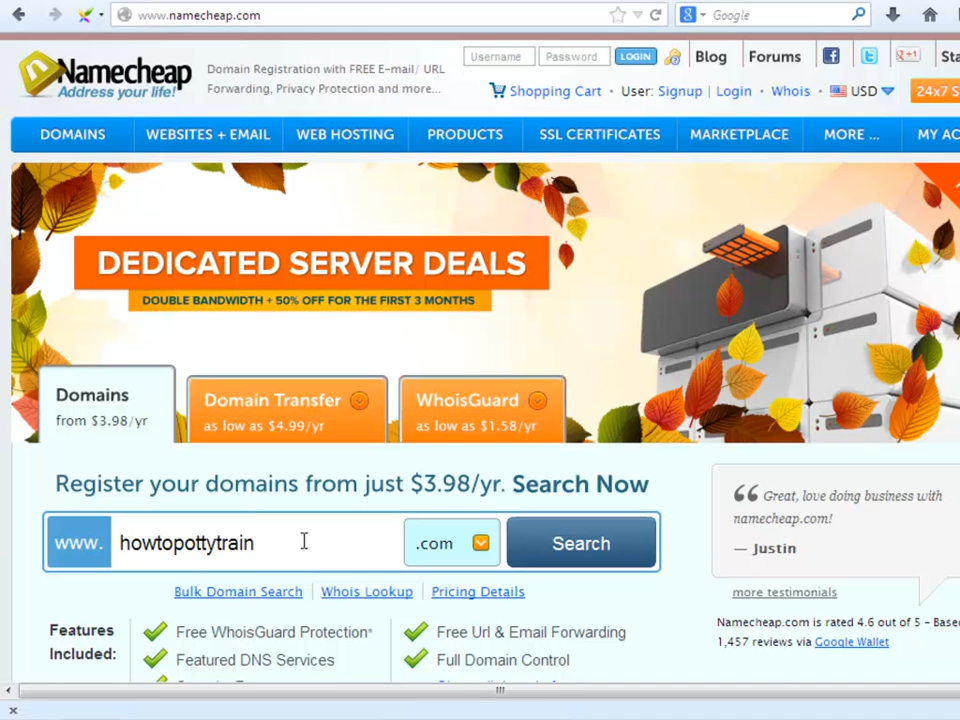 www.namecheap.com
Google
Namecheap
Address your life!
Domain Registration with FREE E-mail/ URL
Forwarding, Privacy Protection and more...
Username
Password
LOGIN
Blog
Forums
Shopping Cart • User: Signup | Login • Whois • USD
24x7
DOMAINS
WEBSITES + EMAIL
WEB HOSTING
PRODUCTS
SSL CERTIFICATES
MARKETPLACE
MORE ...
MY
DEDICATED SERVER DEALS
DOUBLE BANDWIDTH + 50% OFF FOR THE FIRST 3 MONTHS
Domains
from $3.98/yr
Domain Transfer
as low as $4.99/yr
WhoisGuard
as low as $1.58/yr
Register your domains from just $3.98/yr. Search Now
www.
howtopottytrain
.com
Search
Bulk Domain Search | Whois Lookup | Pricing Details
Features
Included:
Free WhoisGuard Protection*
Featured DNS Services
Free Url & Email Forwarding
Full Domain Control
Great, love doing business with
namecheap.com!
— Justin
more testimonials
Namecheap.com is rated 4.6 out of 5 -
1,457 reviews via Google Wallet